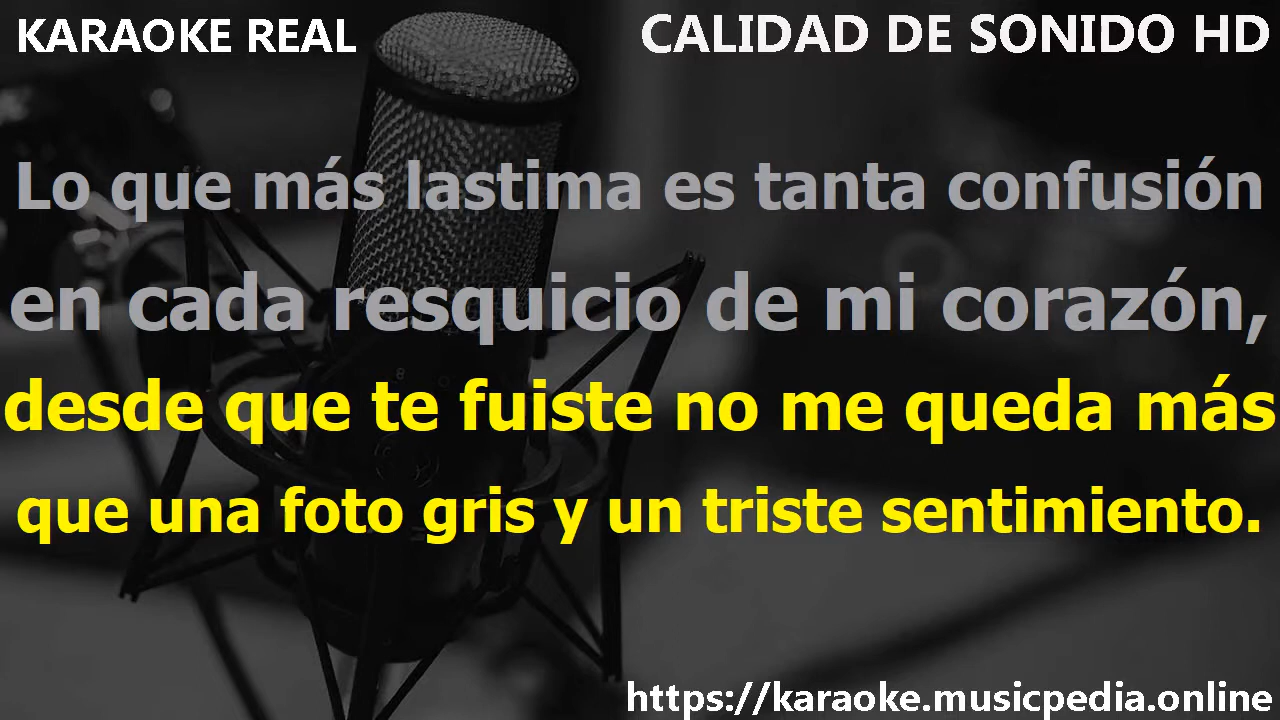 KARAOKE REAL
CALIDAD DE SONIDO HD
Lo que más lastima es tanta confusión
en cada resquicio de mi corazón,
desde que te fuiste no me queda más
que una foto gris y un triste sentimiento.
https://karaoke.musicpedia.online